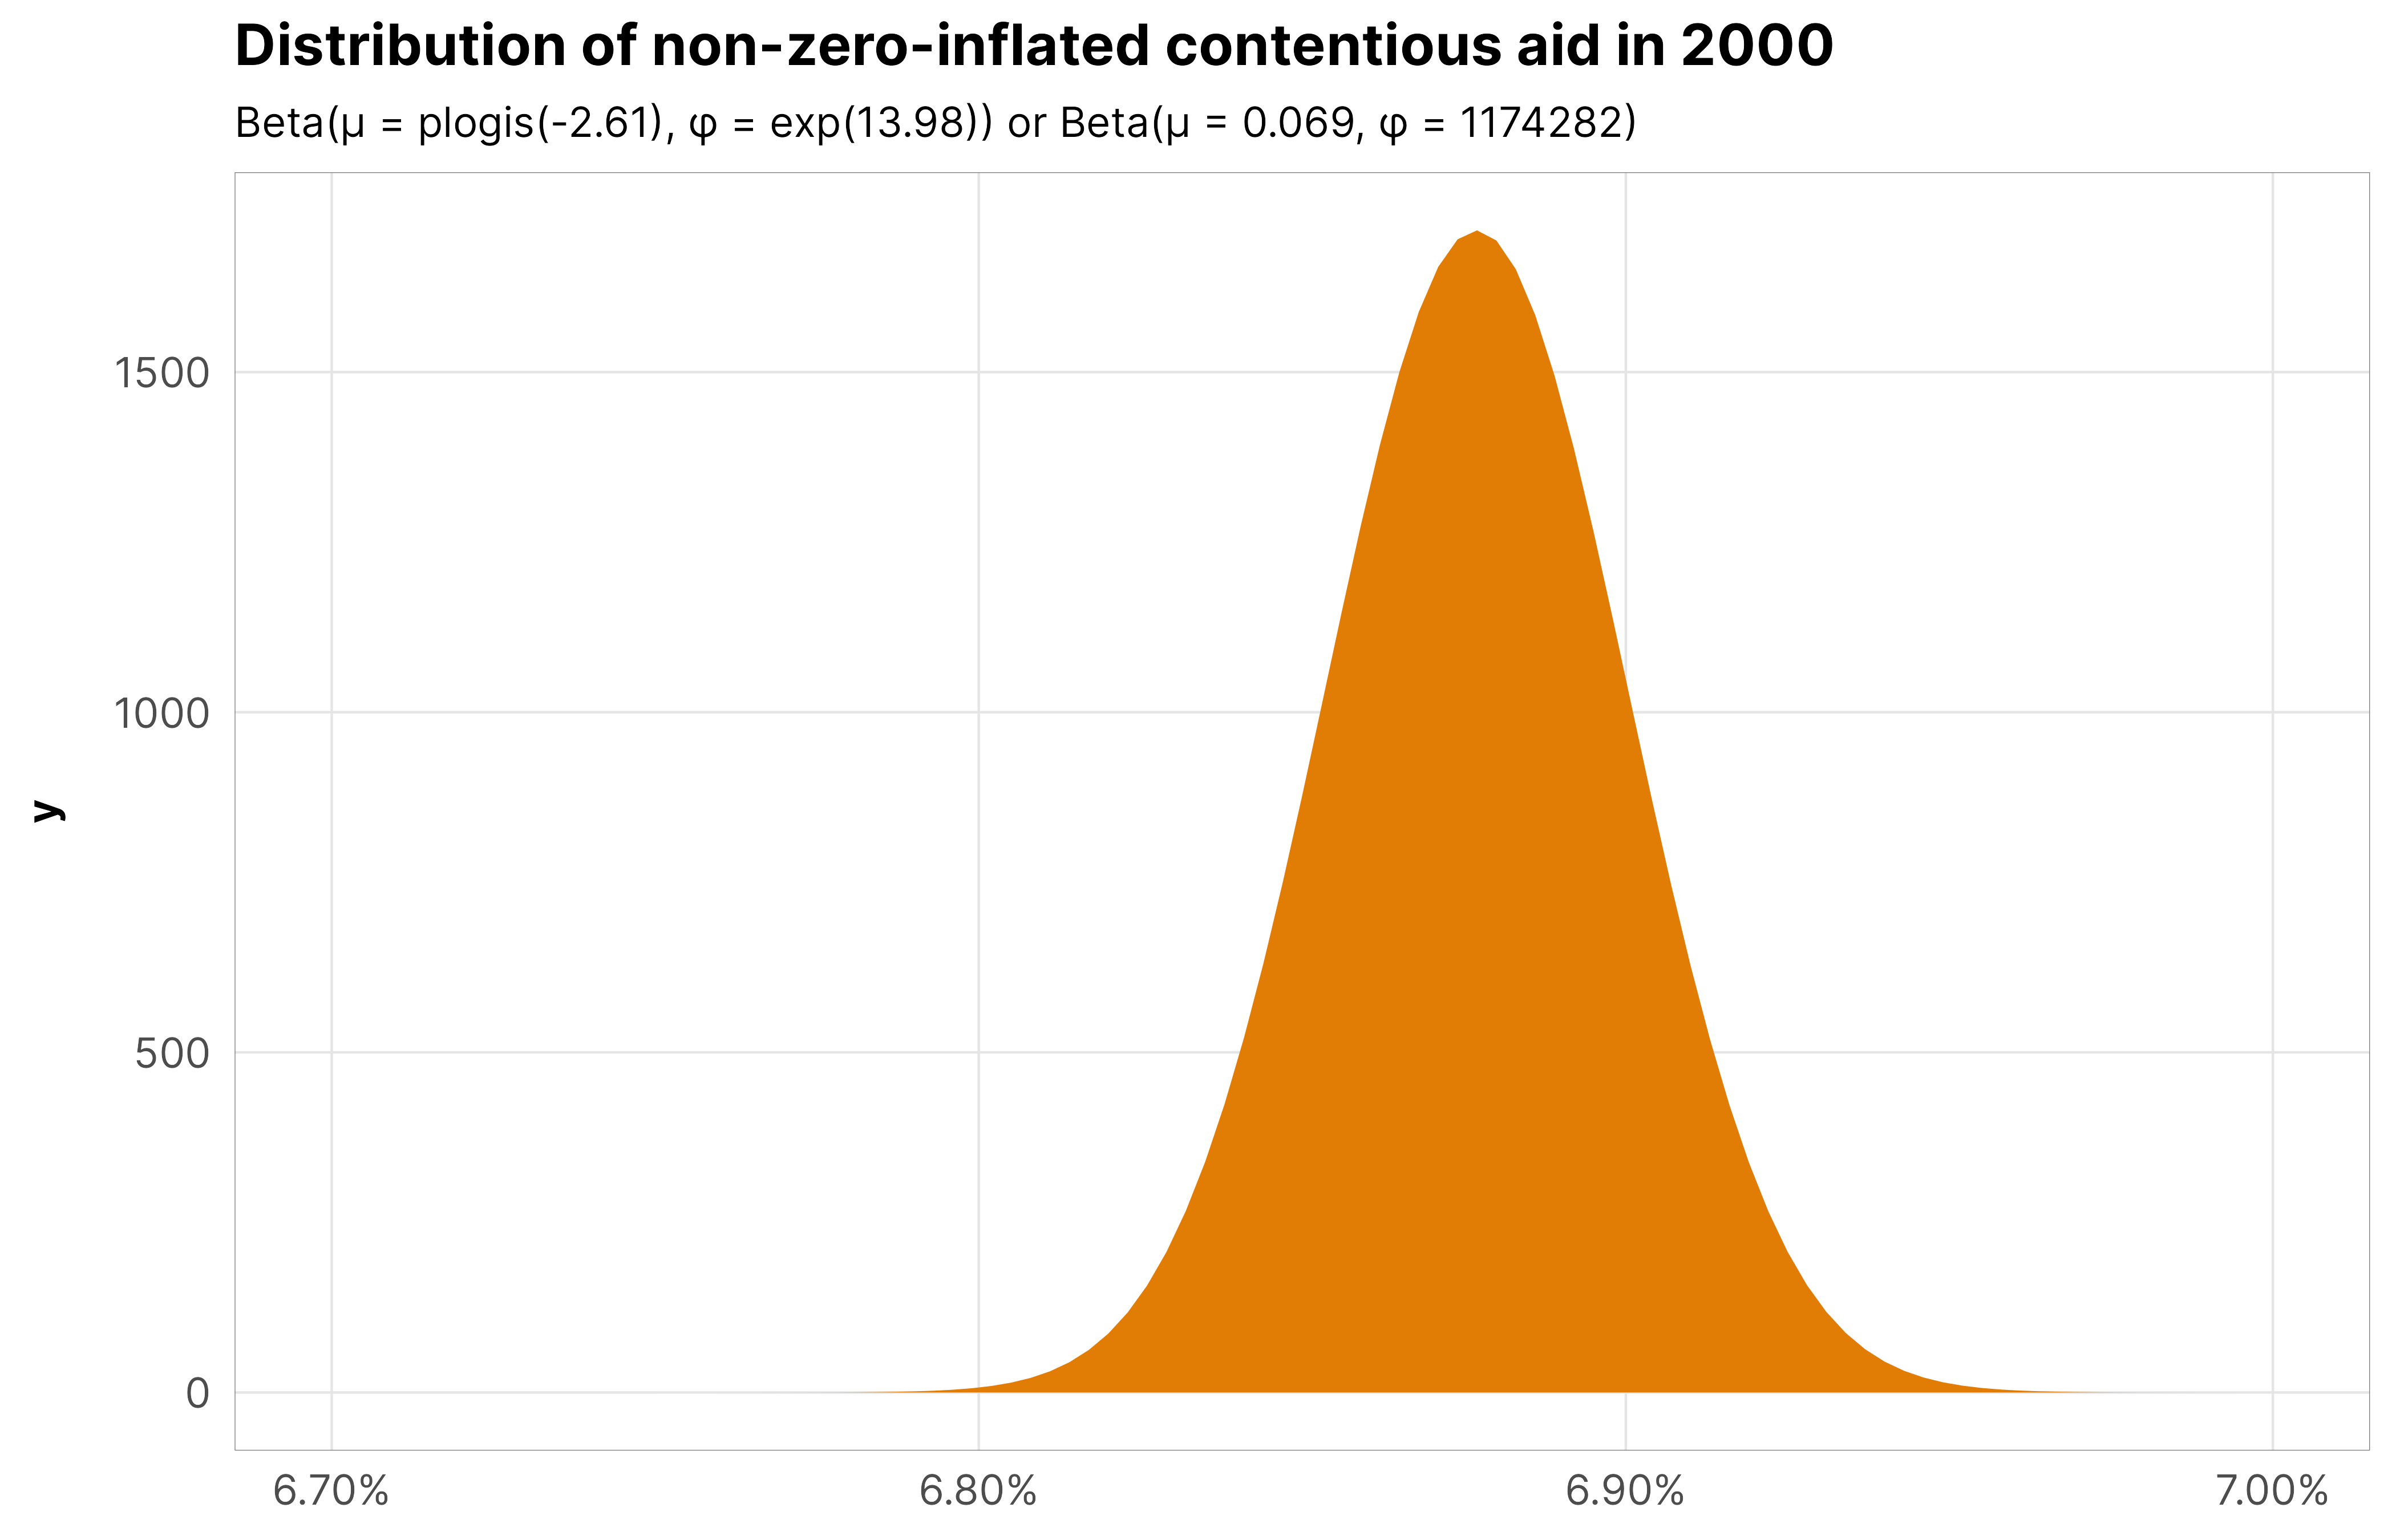 Distribution of non-zero-inflated contentious aid in 2000
Beta(μ = plogis(-2.61), φ = exp(13.98)) or Beta(μ = 0.069, φ = 1174282)
1500
1000
y
500
0
6.70% 6.80% 6.90% 7.00%